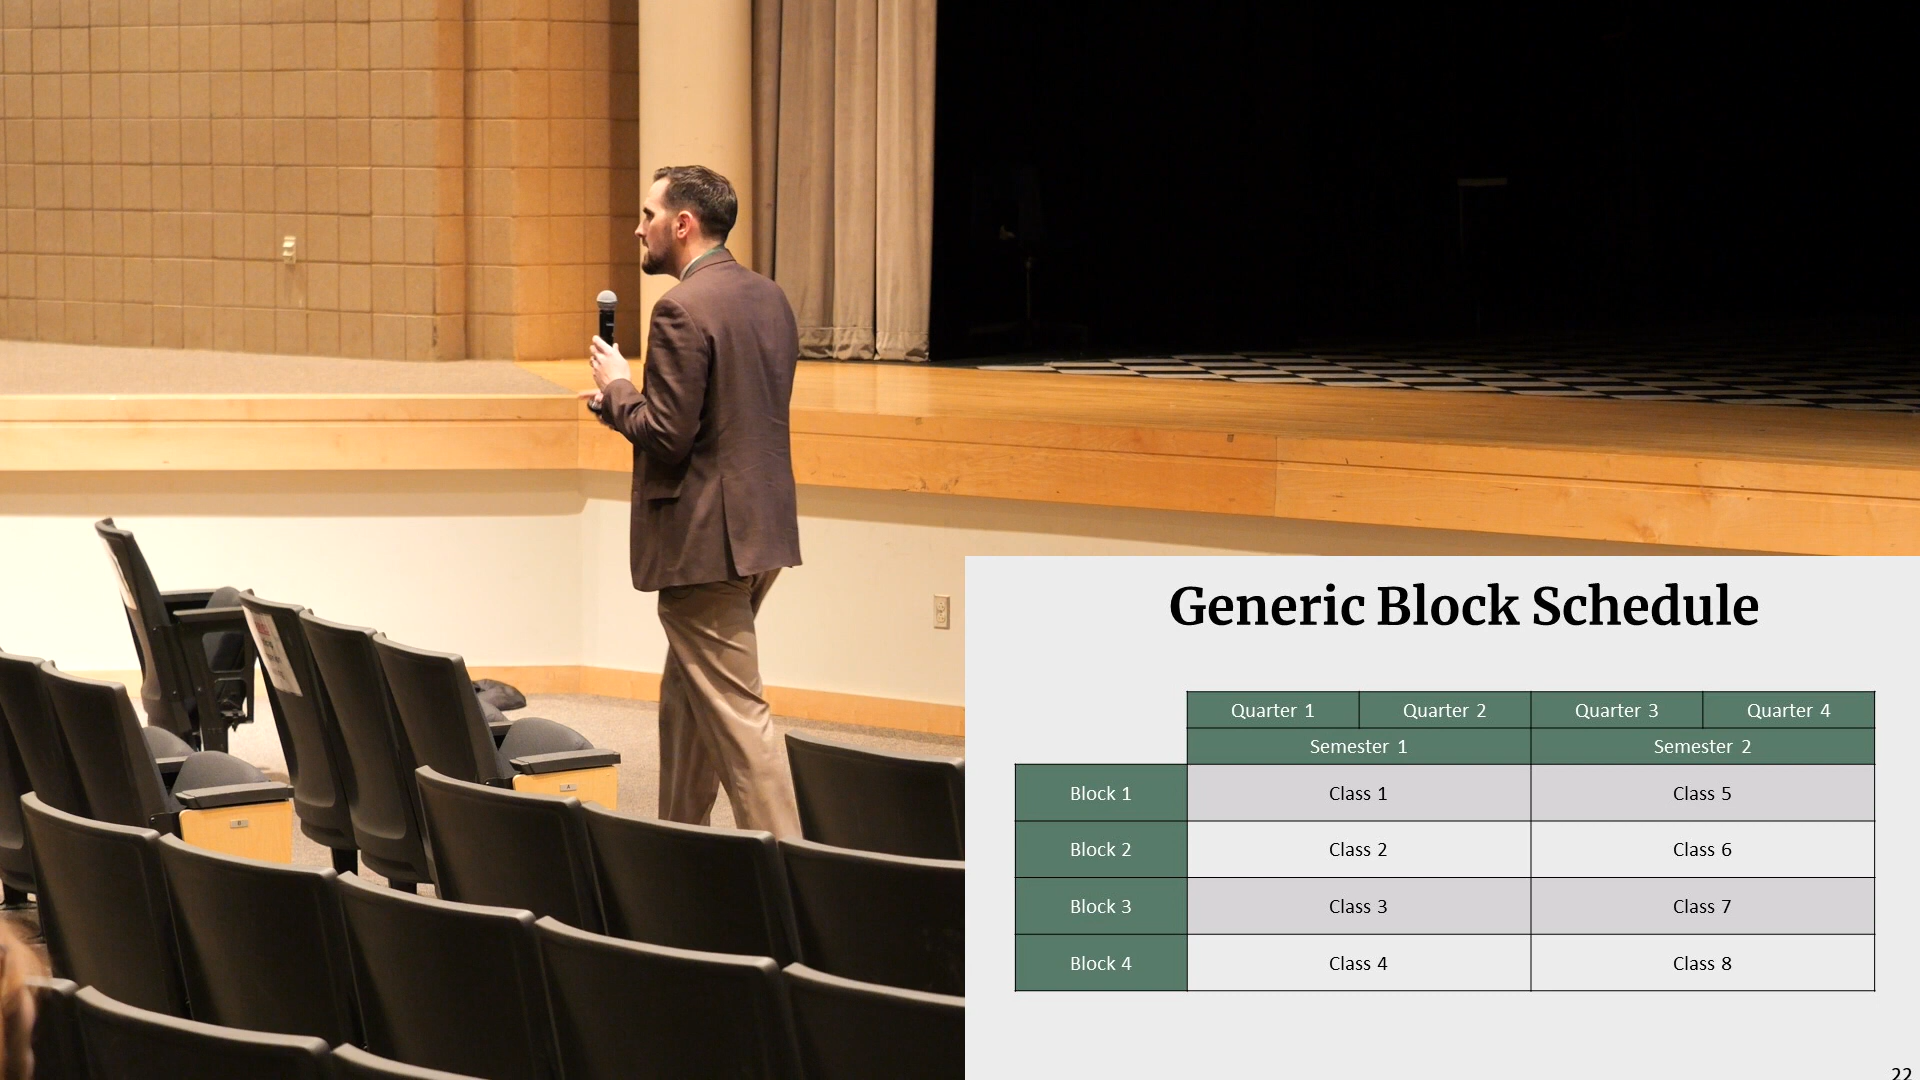 Generic Block Schedule
Quarter 1 Quarter 2 Quarter 3 Quarter 4
Semester 1 Semester 2
Block 1 Class 1 Class 5
Block 2 Class 2 Class 6
Block 3 Class 3 Class 7
Block 4 Class 4 Class 8
22